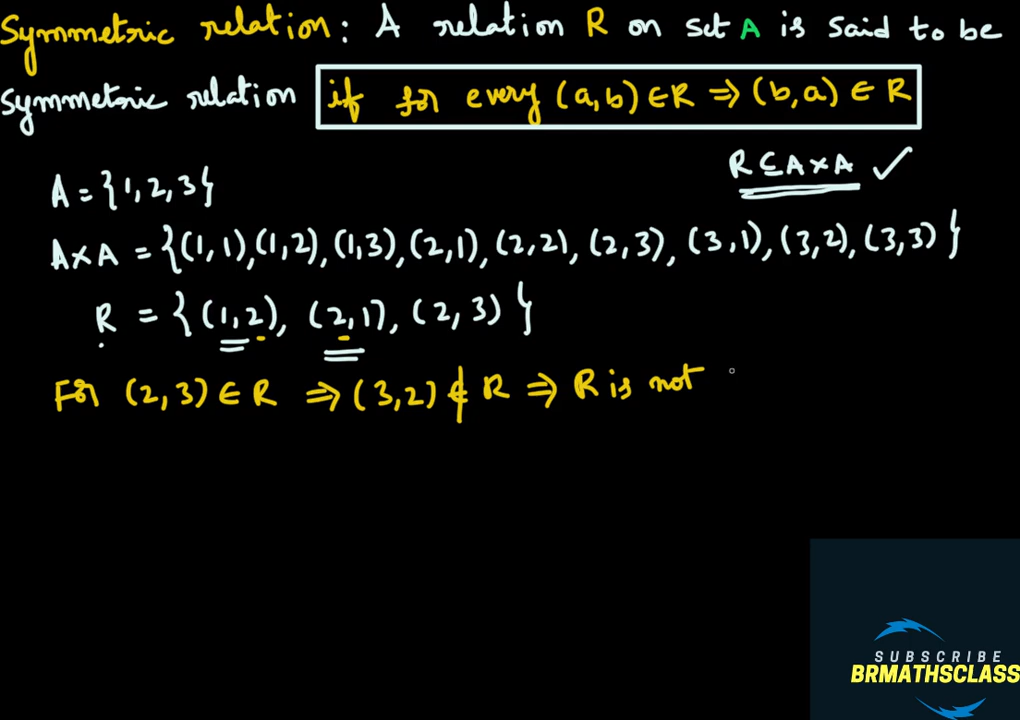 Symmetric relation: A relation R on set A is said to be
symmetric relation if for every (a,b) ∈ R ⇒ (b,a) ∈ R
R ⊆ A×A ✓
A = {1,2,3}
A×A = {(1,1),(1,2),(1,3),(2,1),(2,2),(2,3),(3,1),(3,2),(3,3)}
R = {(1,2), (2,1), (2,3)}
For (2,3) ∈ R ⇒ (3,2) ∉ R ⇒ R is not
SUBSCRIBE
BRMATHSCLASS